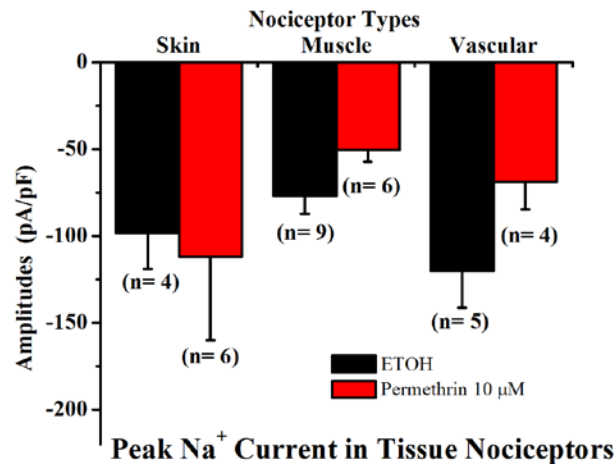 Nociceptor Types
Skin Muscle Vascular
0
-50
-100
-150
-200
Amplitudes (pA/pF)
(n= 4)
(n= 6)
(n= 9)
(n= 6)
(n= 5)
(n= 4)
ETOH
Permethrin 10 μM
Peak Na⁺ Current in Tissue Nociceptors